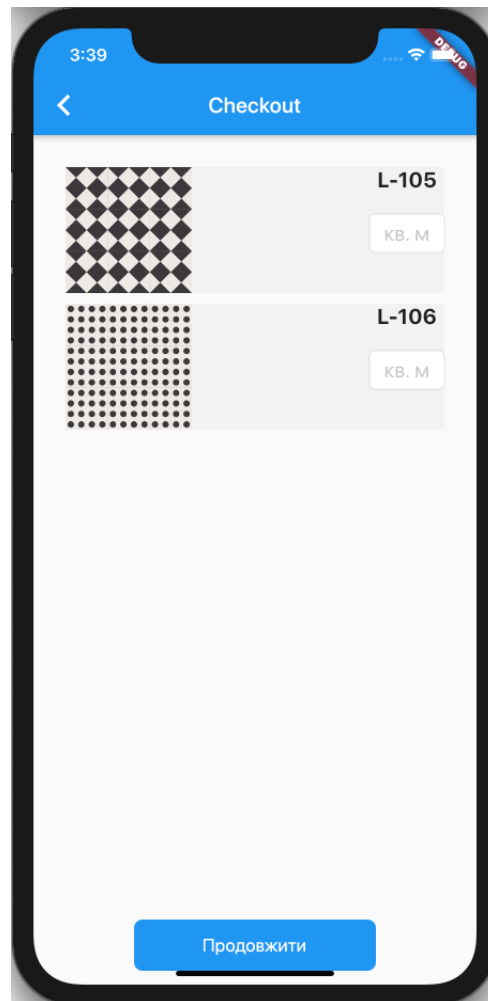 3:39
DEBUG
Checkout
L-105
КВ. М
L-106
КВ. М
Продовжити